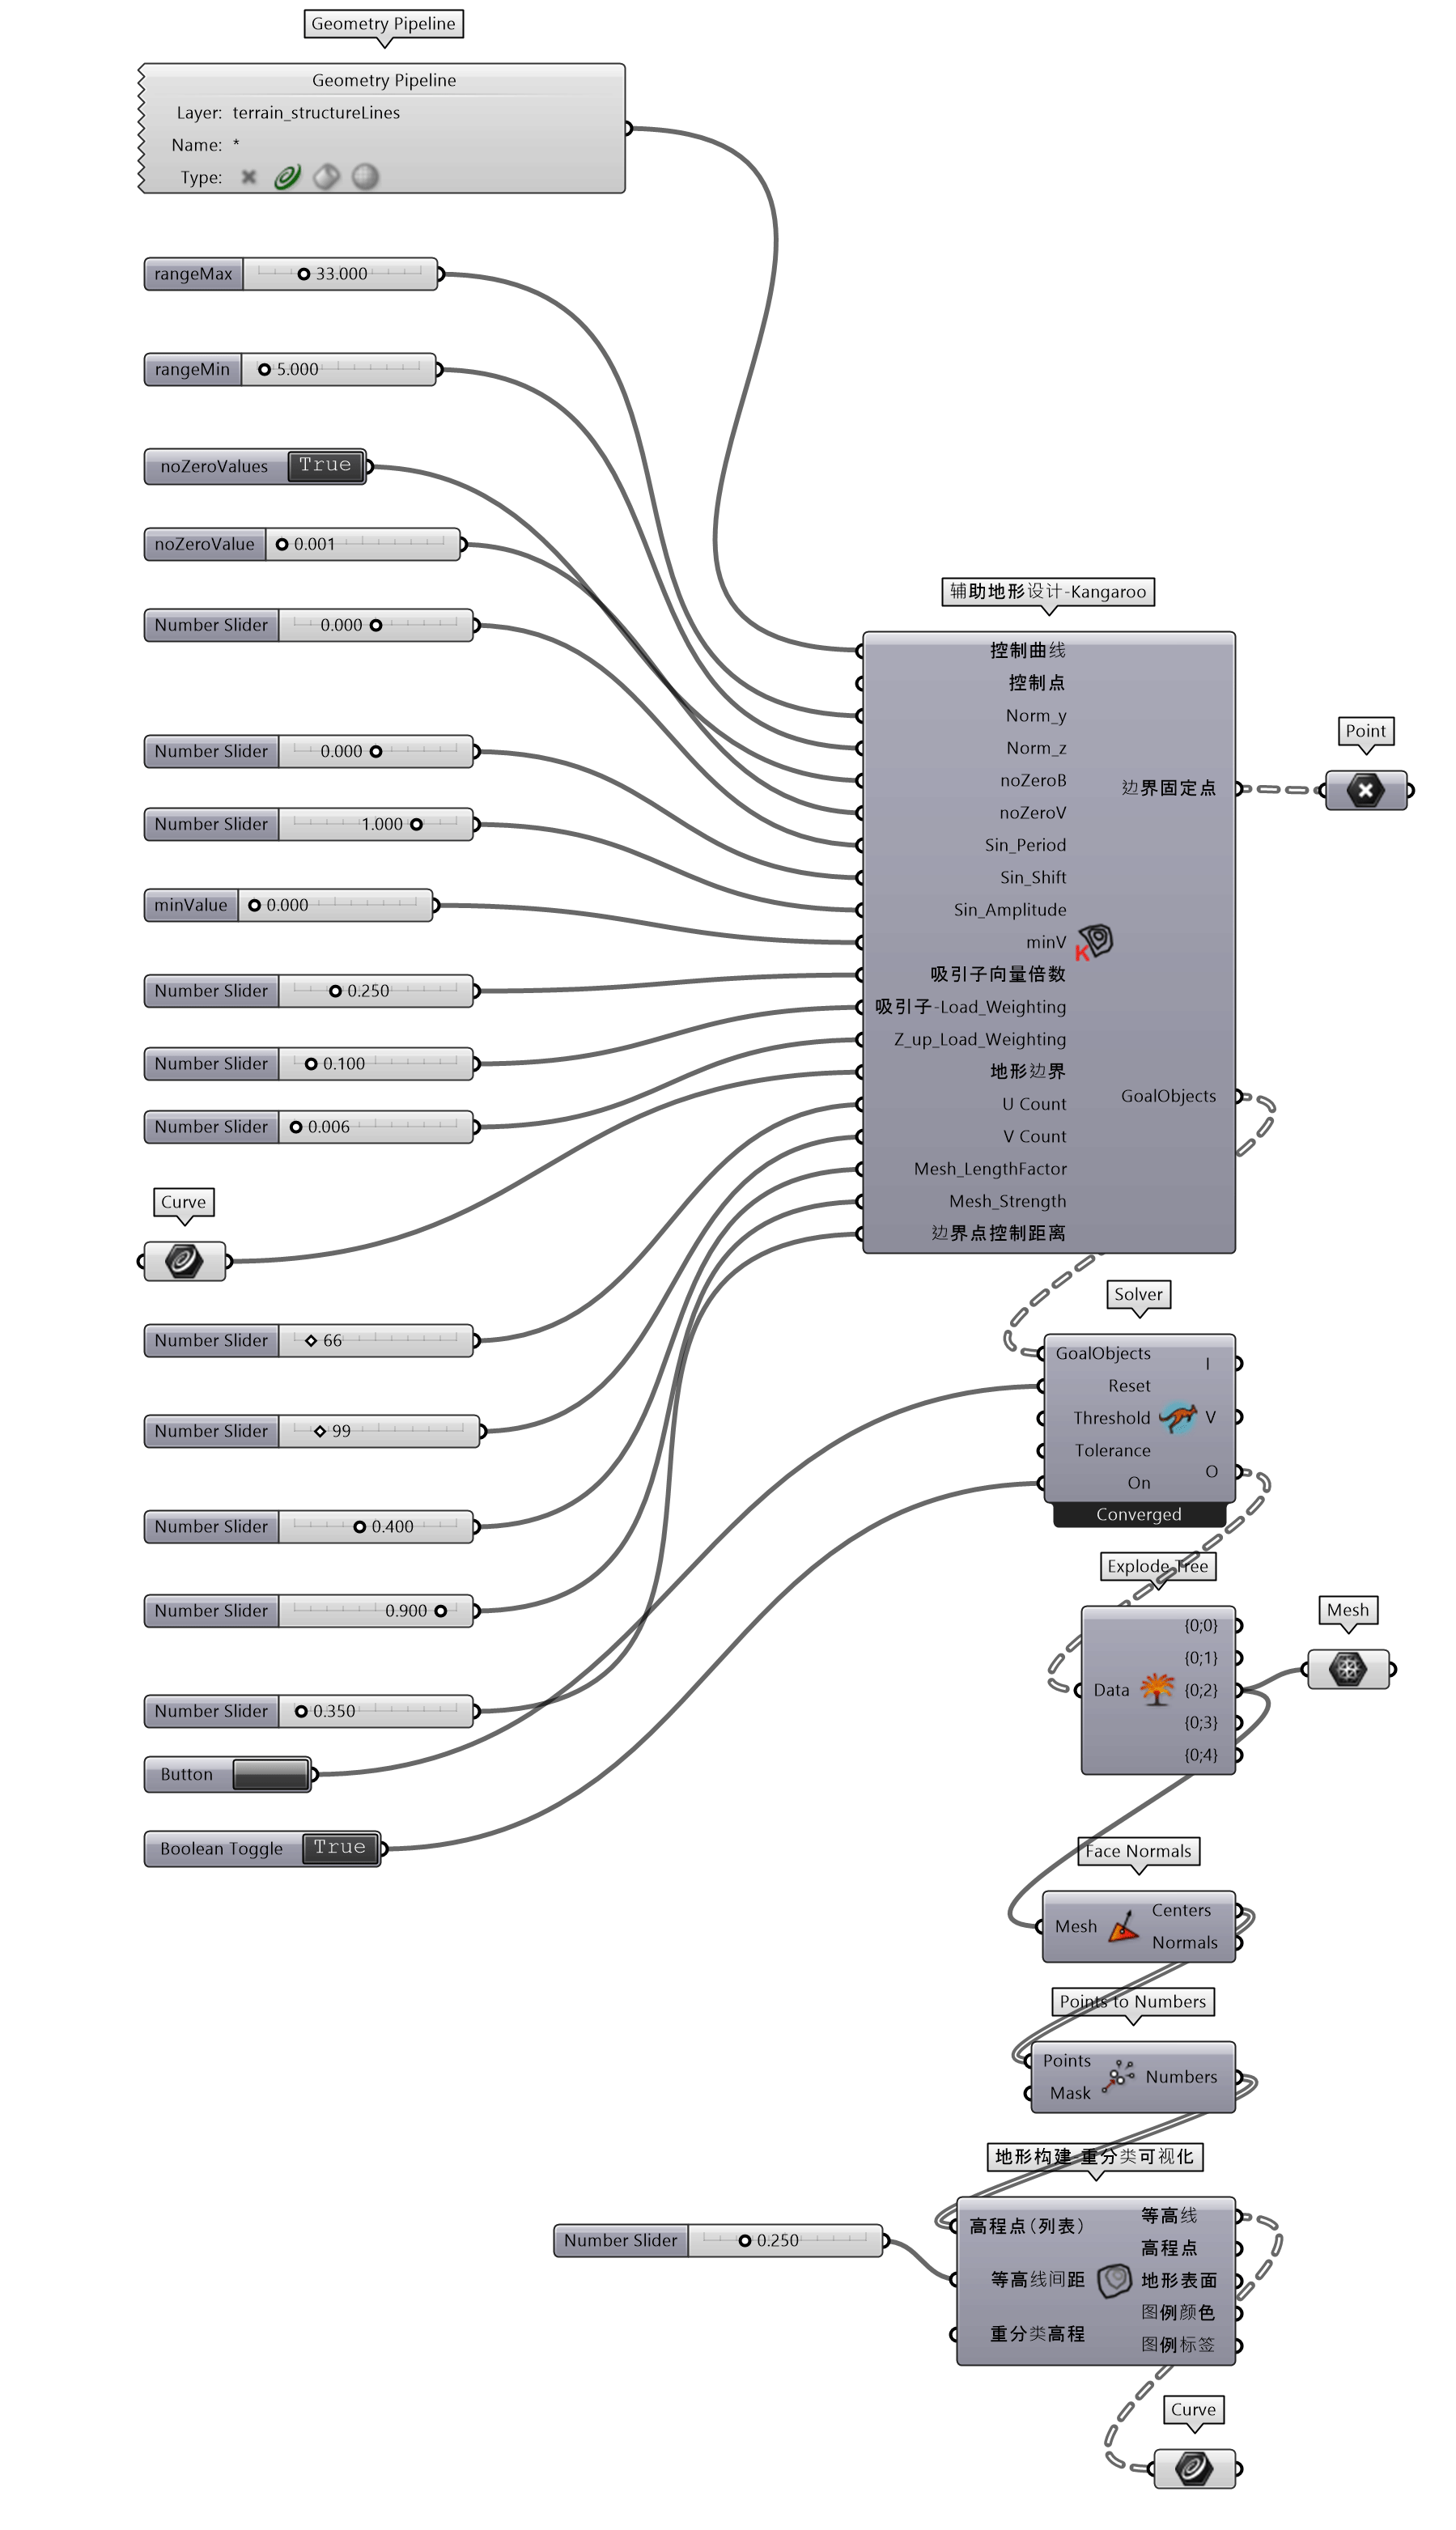 Geometry Pipeline
Geometry Pipeline
Layer: terrain_structureLines
Name: *
Type:
rangeMax 33.000
rangeMin 5.000
noZeroValues True
noZeroValue 0.001
Number Slider 0.000
Number Slider 0.000
Number Slider 1.000
minValue 0.000
Number Slider 0.250
Number Slider 0.100
Number Slider 0.006
Curve
Number Slider 66
Number Slider 99
Number Slider 0.400
Number Slider 0.900
Number Slider 0.350
Button
Boolean Toggle True
辅助地形设计-Kangaroo
控制曲线
控制点
Norm_y
Norm_z
noZeroB
noZeroV
Sin_Period
Sin_Shift
Sin_Amplitude
minV
吸引子向量倍数
吸引子-Load_Weighting
Z_up_Load_Weighting
地形边界
U Count
V Count
Mesh_LengthFactor
Mesh_Strength
边界点控制距离
边界固定点
GoalObjects
Point
Solver
GoalObjects
Reset
Threshold
Tolerance
On
I
V
O
Converged
Explode Tree
Data
{0;0}
{0;1}
{0;2}
{0;3}
{0;4}
Mesh
Face Normals
Mesh
Centers
Normals
Points to Numbers
Points
Mask
Numbers
地形构建-重分类可视化
Number Slider 0.250
高程点(列表)
等高线间距
重分类高程
等高线
高程点
地形表面
图例颜色
图例标签
Curve